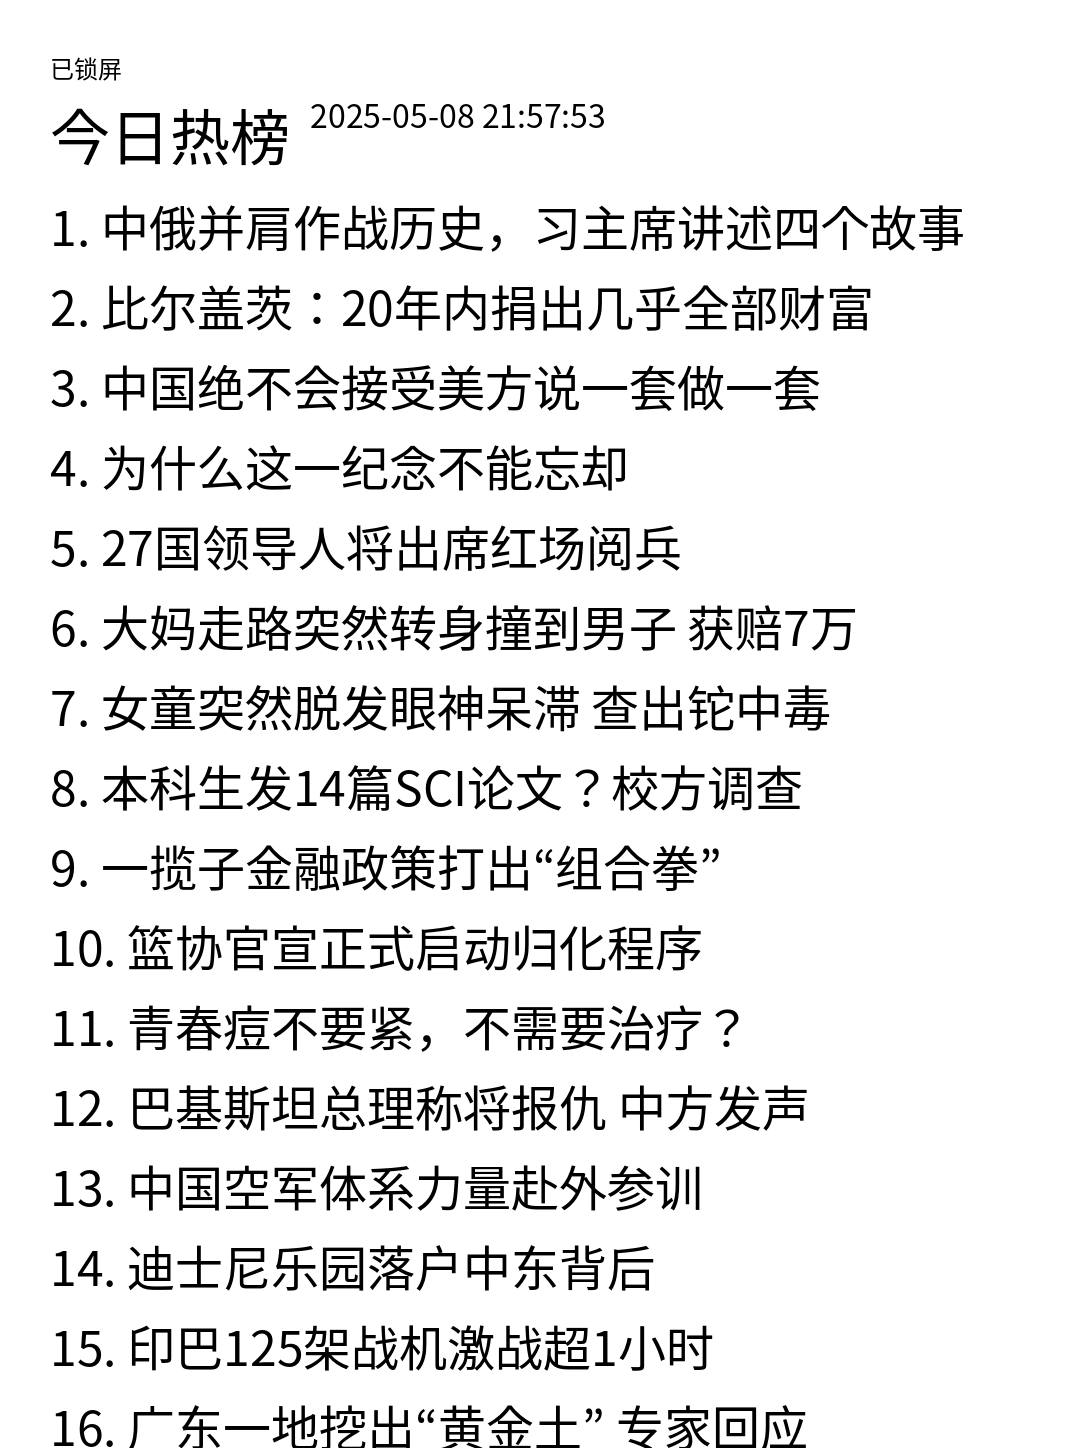 已锁屏
今日热榜 2025-05-08 21:57:53
1. 中俄并肩作战历史，习主席讲述四个故事
2. 比尔盖茨：20年内捐出几乎全部财富
3. 中国绝不会接受美方说一套做一套
4. 为什么这一纪念不能忘却
5. 27国领导人将出席红场阅兵
6. 大妈走路突然转身撞到男子 获赔7万
7. 女童突然脱发眼神呆滞 查出铊中毒
8. 本科生发14篇SCI论文？校方调查
9. 一揽子金融政策打出“组合拳”
10. 篮协官宣正式启动归化程序
11. 青春痘不要紧，不需要治疗？
12. 巴基斯坦总理称将报仇 中方发声
13. 中国空军体系力量赴外参训
14. 迪士尼乐园落户中东背后
15. 印巴125架战机激战超1小时
16. 广东一地挖出“黄金土” 专家回应